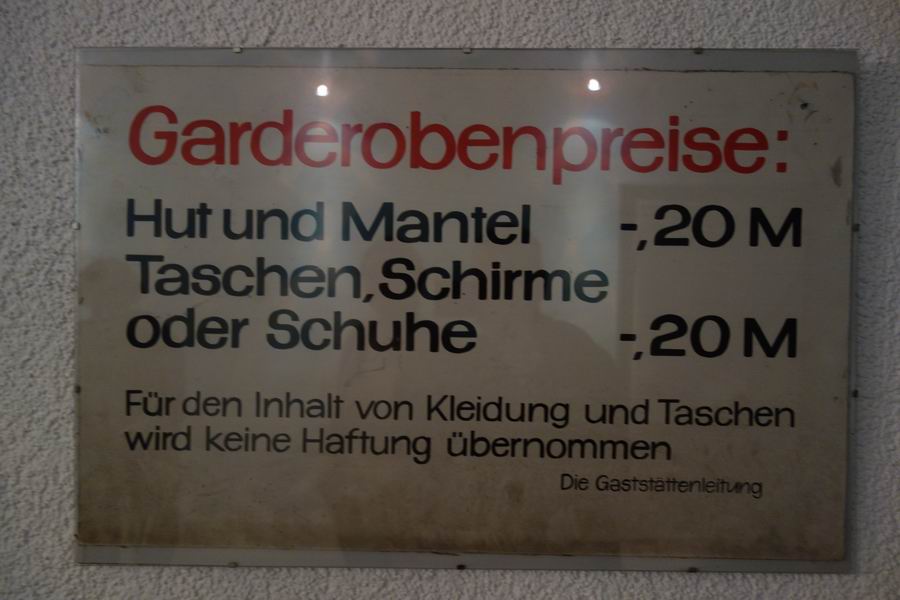 Garderobenpreise:
Hut und Mantel -,20 M
Taschen, Schirme
oder Schuhe -,20 M
Für den Inhalt von Kleidung und Taschen
wird keine Haftung übernommen
Die Gaststättenleitung